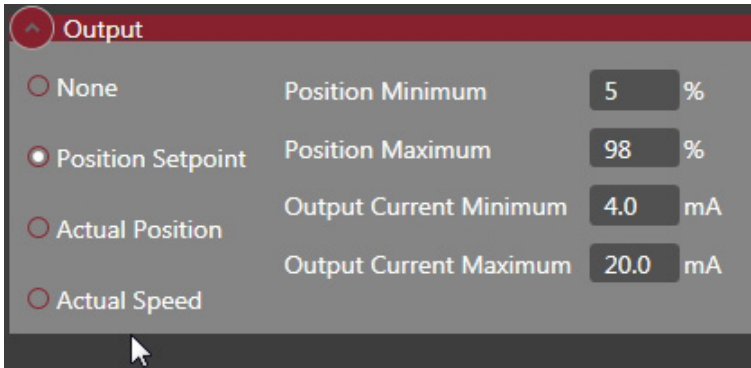 Output
None
Position Minimum 5 %
Position Setpoint
Position Maximum 98 %
Actual Position
Output Current Minimum 4.0 mA
Output Current Maximum 20.0 mA
Actual Speed